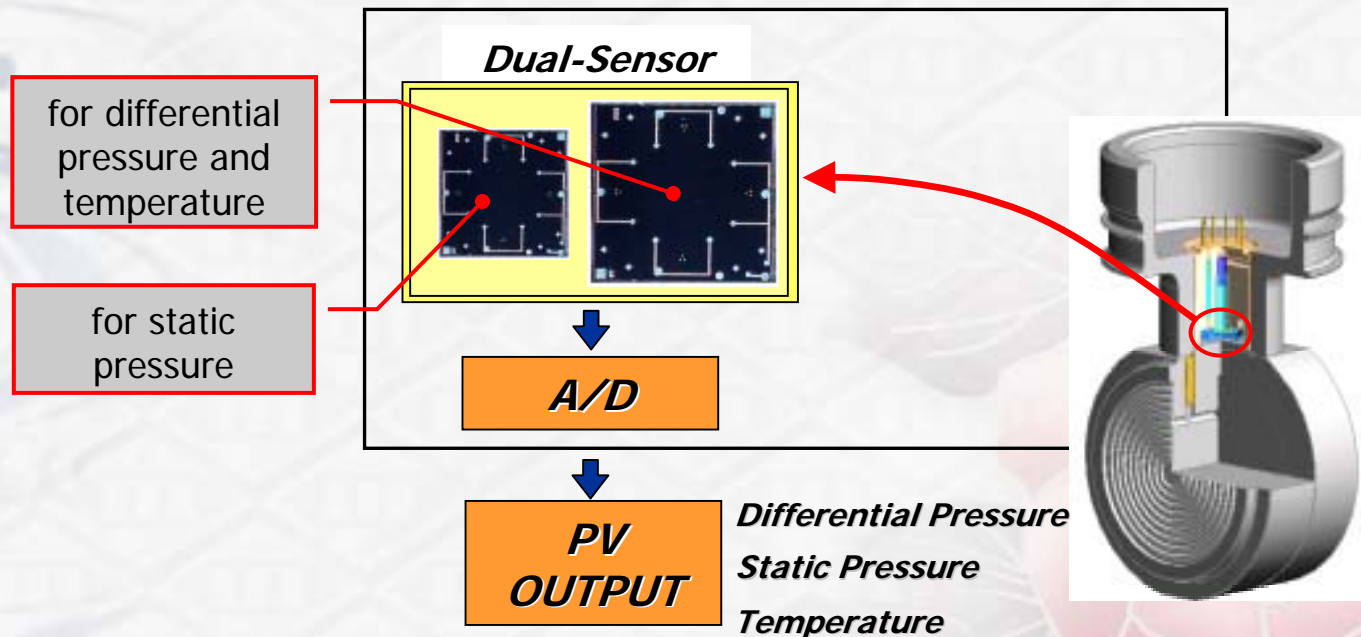 Dual-Sensor
for differential
pressure and
temperature
for static
pressure
A/D
PV
OUTPUT
Differential Pressure
Static Pressure
Temperature